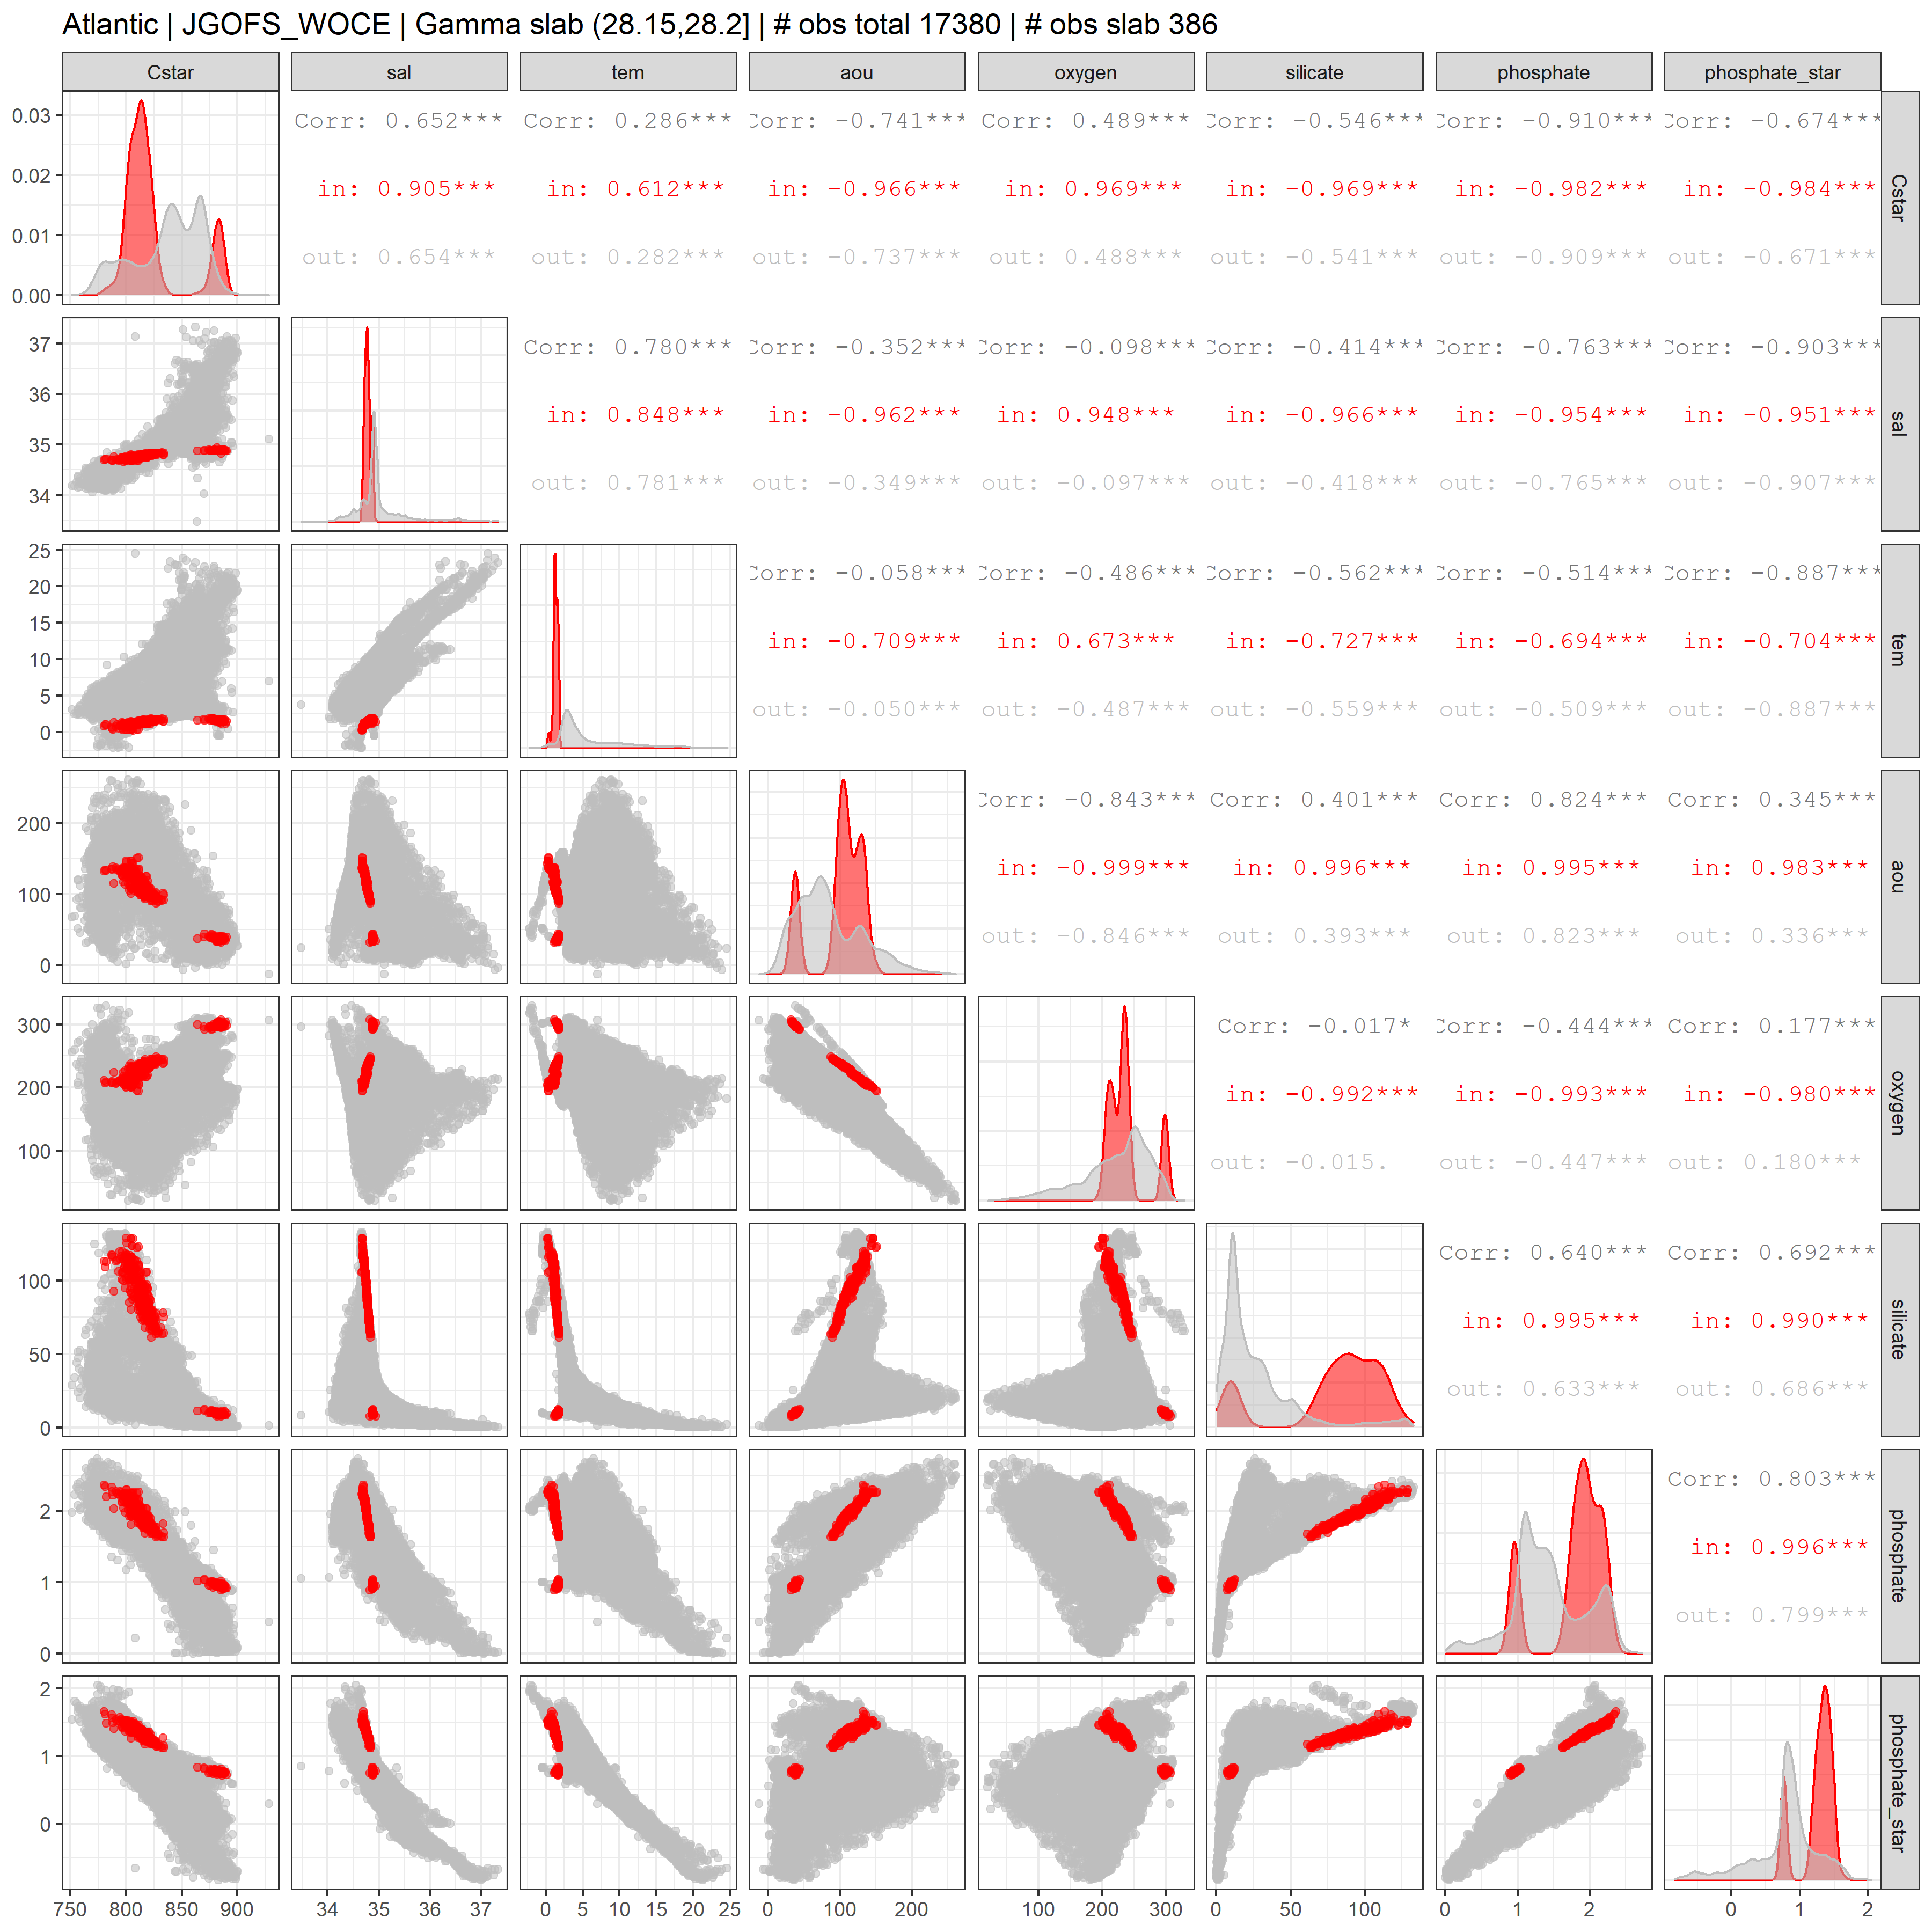 Atlantic | JGOFS_WOCE | Gamma slab (28.15,28.2] | # obs total 17380 | # obs slab 386
Cstar sal tem aou oxygen silicate phosphate phosphate_star
0.03 Corr: 0.652*** Corr: 0.286*** Corr: -0.741*** Corr: 0.489*** Corr: -0.546*** Corr: -0.910*** Corr: -0.674***
0.02 in: 0.905*** in: 0.612*** in: -0.966*** in: 0.969*** in: -0.969*** in: -0.982*** in: -0.984*** Cstar
0.01 out: 0.654*** out: 0.282*** out: -0.737*** out: 0.488*** out: -0.541*** out: -0.909*** out: -0.671***
0.00
37 Corr: 0.780*** Corr: -0.352*** Corr: -0.098*** Corr: -0.414*** Corr: -0.763*** Corr: -0.903***
36
35 in: 0.848*** in: -0.962*** in: 0.948*** in: -0.966*** in: -0.954*** in: -0.951*** sal
34 out: 0.781*** out: -0.349*** out: -0.097*** out: -0.418*** out: -0.765*** out: -0.907***
25
20 Corr: -0.058*** Corr: -0.486*** Corr: -0.562*** Corr: -0.514*** Corr: -0.887***
15
10 in: -0.709*** in: 0.673*** in: -0.727*** in: -0.694*** in: -0.704*** tem
5 out: -0.050*** out: -0.487*** out: -0.559*** out: -0.509*** out: -0.887***
0
200 Corr: -0.843*** Corr: 0.401*** Corr: 0.824*** Corr: 0.345***
100 in: -0.999*** in: 0.996*** in: 0.995*** in: 0.983*** aou
0 out: -0.846*** out: 0.393*** out: 0.823*** out: 0.336***
300 Corr: -0.017* Corr: -0.444*** Corr: 0.177***
200 in: -0.992*** in: -0.993*** in: -0.980*** oxygen
100 out: -0.015. out: -0.447*** out: 0.180***
Corr: 0.640*** Corr: 0.692***
100 in: 0.995*** in: 0.990*** silicate
50 out: 0.633*** out: 0.686***
0
Corr: 0.803***
2 in: 0.996*** phosphate
1 out: 0.799***
0
2
1 phosphate_star
0
750 800 850 900 34 35 36 37 0 5 10 15 20 25 0 100 200 100 200 300 0 50 100 0 1 2 0 1 2